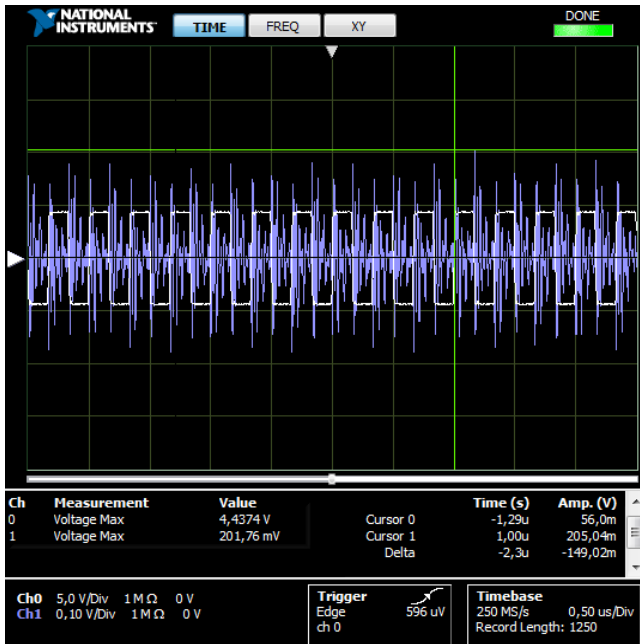 NATIONAL
INSTRUMENTS
TIME FREQ XY DONE
Ch Measurement Value Time (s) Amp. (V)
0 Voltage Max 4,4374 V Cursor 0 -1,29u 56,0m
1 Voltage Max 201,76 mV Cursor 1 1,00u 205,04m
Delta -2,3u -149,02m
Ch0 5,0 V/Div 1 M Ω 0 V
Ch1 0,10 V/Div 1 M Ω 0 V
Trigger
Edge 596 uV
ch 0
Timebase
250 MS/s 0,50 us/Div
Record Length: 1250